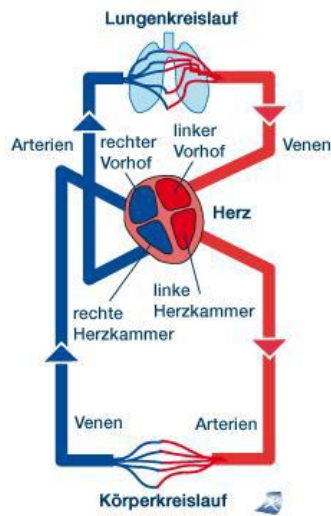 Lungenkreislauf
Arterien
rechter
Vorhof
linker
Vorhof
Venen
Herz
rechte
Herzkammer
linke
Herzkammer
Venen
Arterien
Körperkreislauf